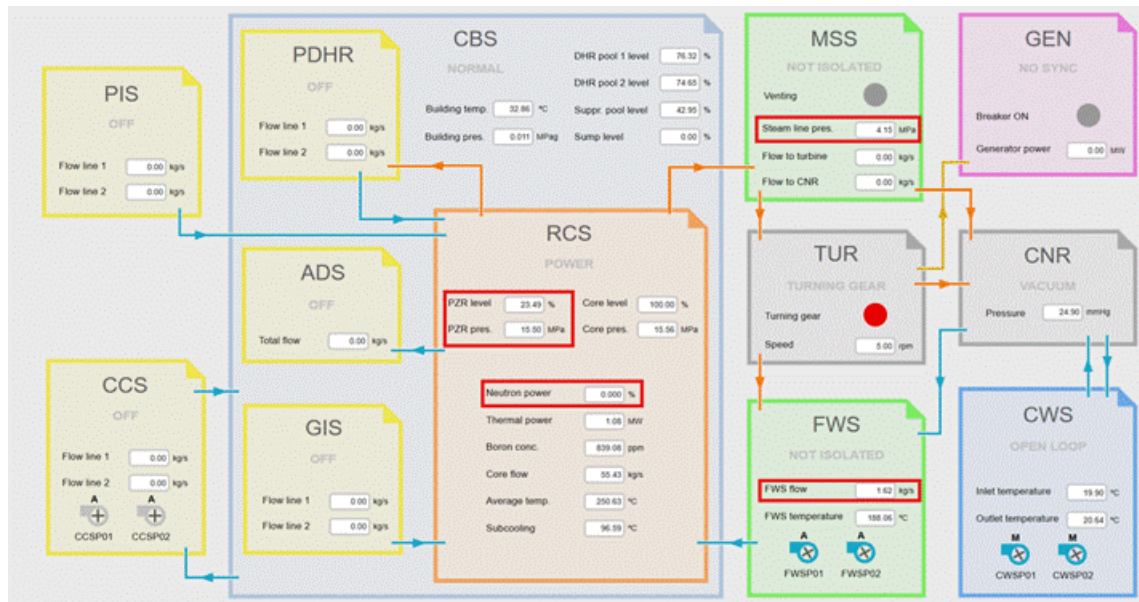 PIS
OFF
Flow line 1 0.00 kg/s
Flow line 2 0.00 kg/s
PDHR
OFF
Flow line 1 0.00 kg/s
Flow line 2 0.00 kg/s
CBS
NORMAL
Building temp. 32.86 °C
Building pres. 0.011 MPag
DHR pool 1 level 76.32 %
DHR pool 2 level 74.65 %
Suppr. pool level 42.95 %
Sump level 0.00 %
MSS
NOT ISOLATED
Venting
Steam line pres. 4.15 MPa
Flow to turbine 0.00 kg/s
Flow to CNR 0.00 kg/s
GEN
NO SYNC
Breaker ON
Generator power 0.00 MW
ADS
OFF
Total flow 0.00 kg/s
RCS
POWER
PZR level 23.49 % Core level 100.00 %
PZR pres. 15.50 MPa Core pres. 15.56 MPa
Neutron power 0.000 %
Thermal power 1.08 MW
Boron conc. 839.08 ppm
Core flow 55.43 kg/s
Average temp. 250.63 °C
Subcooling 96.59 °C
TUR
TURNING GEAR
Turning gear
Speed 5.00 rpm
CNR
VACUUM
Pressure 24.90 mmHg
CCS
OFF
Flow line 1 0.00 kg/s
Flow line 2 0.00 kg/s
A A
CCSP01 CCSP02
GIS
OFF
Flow line 1 0.00 kg/s
Flow line 2 0.00 kg/s
FWS
NOT ISOLATED
FWS flow 1.62 kg/s
FWS temperature 188.06 °C
A A
FWSP01 FWSP02
CWS
OPEN LOOP
Inlet temperature 19.90 °C
Outlet temperature 20.64 °C
M M
CWSP01 CWSP02